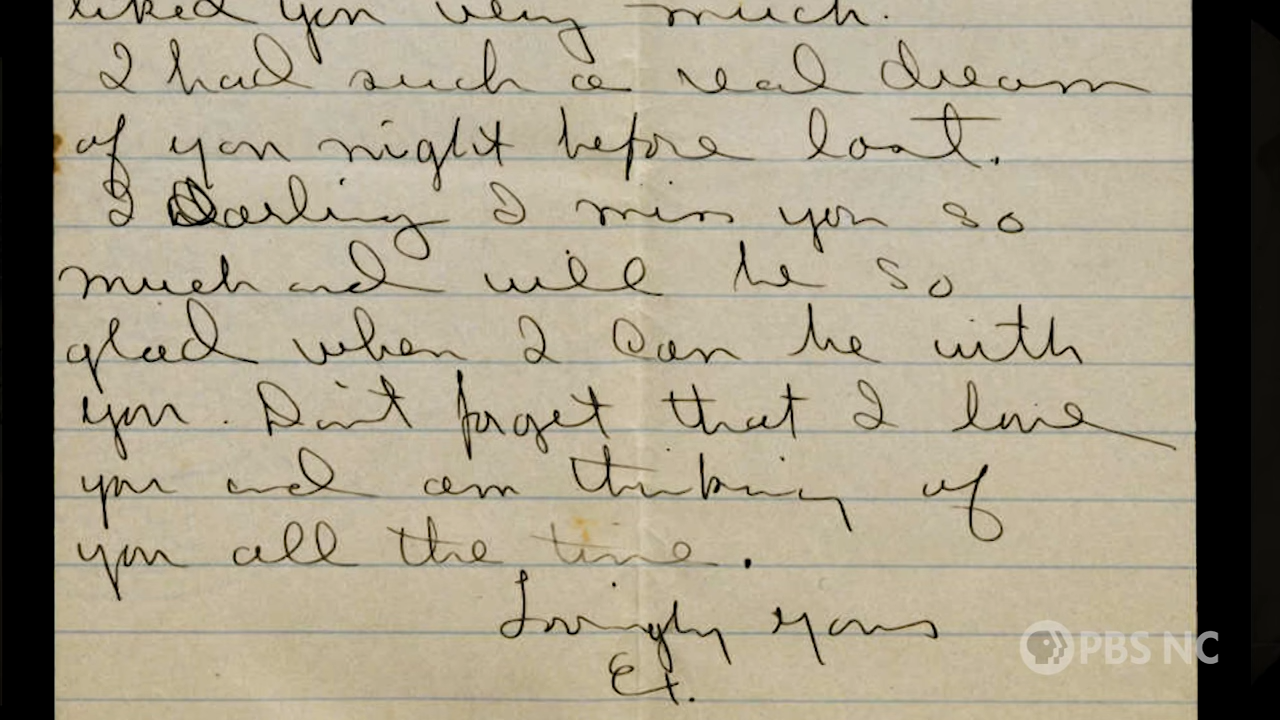 liked you very much.
I had such a real dream
of you night before last.
I Darling I miss you so
much and will be so
glad when I can be with
you. Don't forget that I love
you and am thinking of
you all the time.
Lovingly yours
PBS NC